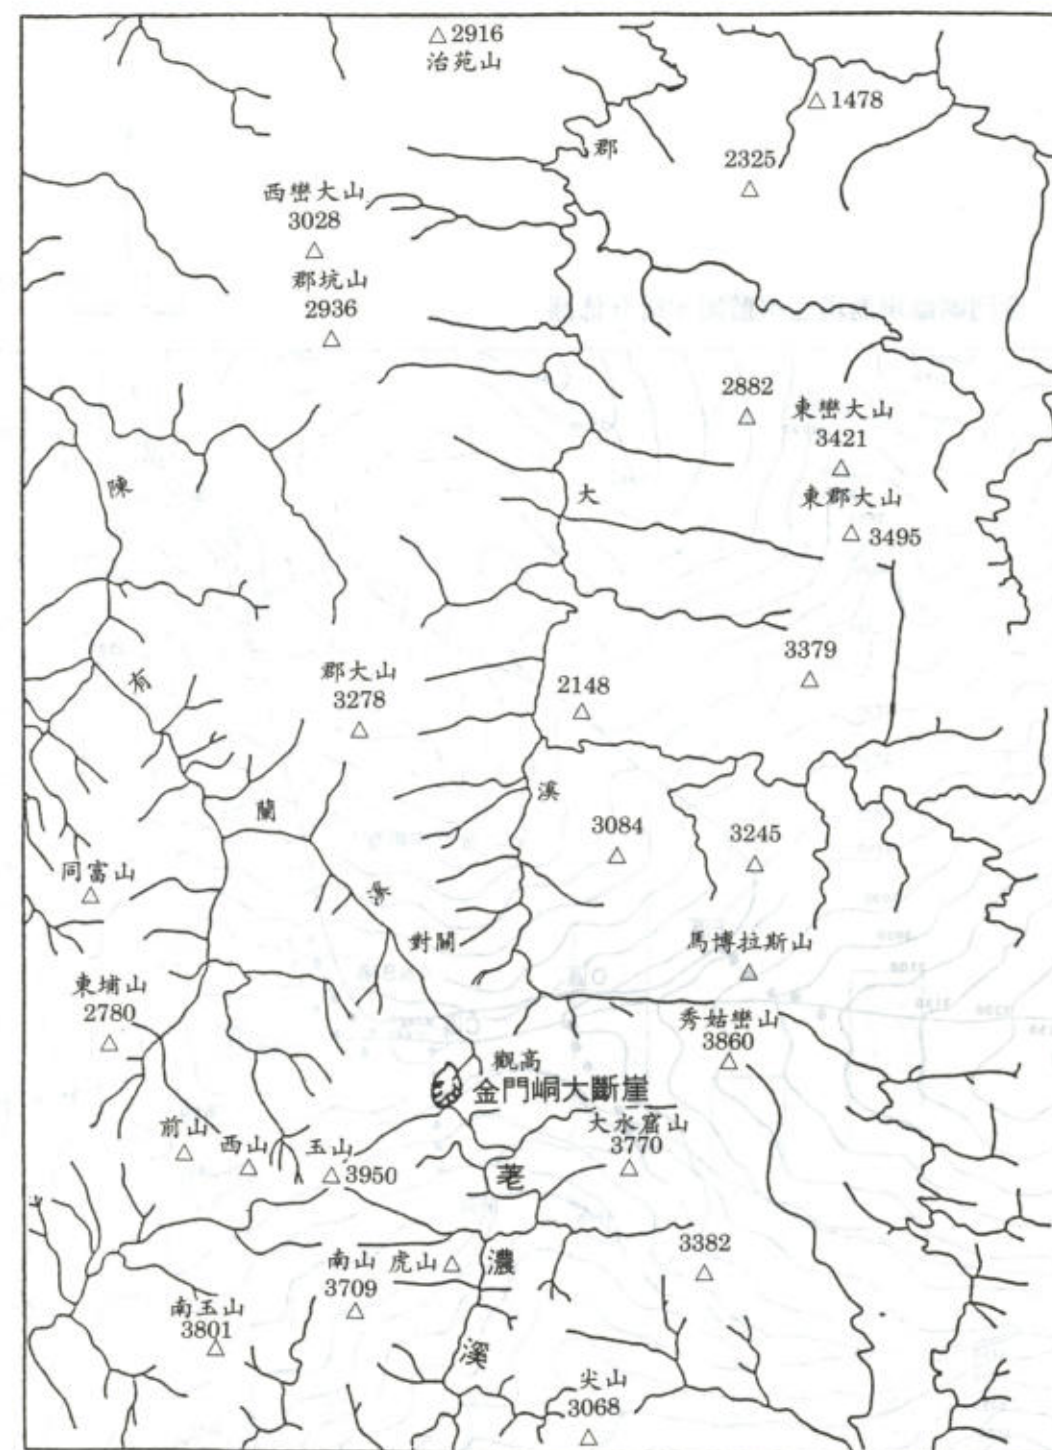 △2916
治苑山
△1478
郡
2325
△
西巒大山
3028
△
郡坑山
2936
△
2882
△
東巒大山
3421
△
東郡大山
△ 3495
陳
大
有
郡大山
3278
△
2148
△
3379
△
蘭
溪
3084
△
3245
△
同富山
△
溪
對關
馬博拉斯山
△
東埔山
2780
△
秀姑巒山
3860
△
觀高
金門峒大斷崖
大水窟山
3770
△
前山
△
西山
△
玉山
△3950
荖
濃
溪
南山
3709
△
虎山 △
3382
△
南玉山
3801
△
尖山
3068
△